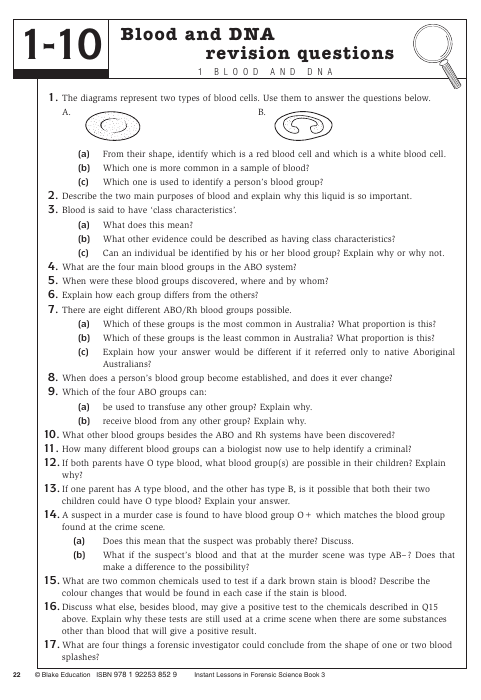 1-10
Blood and DNA
revision questions
1 BLOOD AND DNA
1. The diagrams represent two types of blood cells. Use them to answer the questions below.
A. B.
(a) From their shape, identify which is a red blood cell and which is a white blood cell.
(b) Which one is more common in a sample of blood?
(c) Which one is used to identify a person's blood group?
2. Describe the two main purposes of blood and explain why this liquid is so important.
3. Blood is said to have 'class characteristics'.
(a) What does this mean?
(b) What other evidence could be described as having class characteristics?
(c) Can an individual be identified by his or her blood group? Explain why or why not.
4. What are the four main blood groups in the ABO system?
5. When were these blood groups discovered, where and by whom?
6. Explain how each group differs from the others?
7. There are eight different ABO/Rh blood groups possible.
(a) Which of these groups is the most common in Australia? What proportion is this?
(b) Which of these groups is the least common in Australia? What proportion is this?
(c) Explain how your answer would be different if it referred only to native Aboriginal
Australians?
8. When does a person's blood group become established, and does it ever change?
9. Which of the four ABO groups can:
(a) be used to transfuse any other group? Explain why.
(b) receive blood from any other group? Explain why.
10. What other blood groups besides the ABO and Rh systems have been discovered?
11. How many different blood groups can a biologist now use to help identify a criminal?
12. If both parents have O type blood, what blood group(s) are possible in their children? Explain
why?
13. If one parent has A type blood, and the other has type B, is it possible that both their two
children could have O type blood? Explain your answer.
14. A suspect in a murder case is found to have blood group O+ which matches the blood group
found at the crime scene.
(a) Does this mean that the suspect was probably there? Discuss.
(b) What if the suspect's blood and that at the murder scene was type AB–? Does that
make a difference to the possibility?
15. What are two common chemicals used to test if a dark brown stain is blood? Describe the
colour changes that would be found in each case if the stain is blood.
16. Discuss what else, besides blood, may give a positive test to the chemicals described in Q15
above. Explain why these tests are still used at a crime scene when there are some substances
other than blood that will give a positive result.
17. What are four things a forensic investigator could conclude from the shape of one or two blood
splashes?
22 © Blake Education ISBN 978 1 92253 852 9 Instant Lessons in Forensic Science Book 3